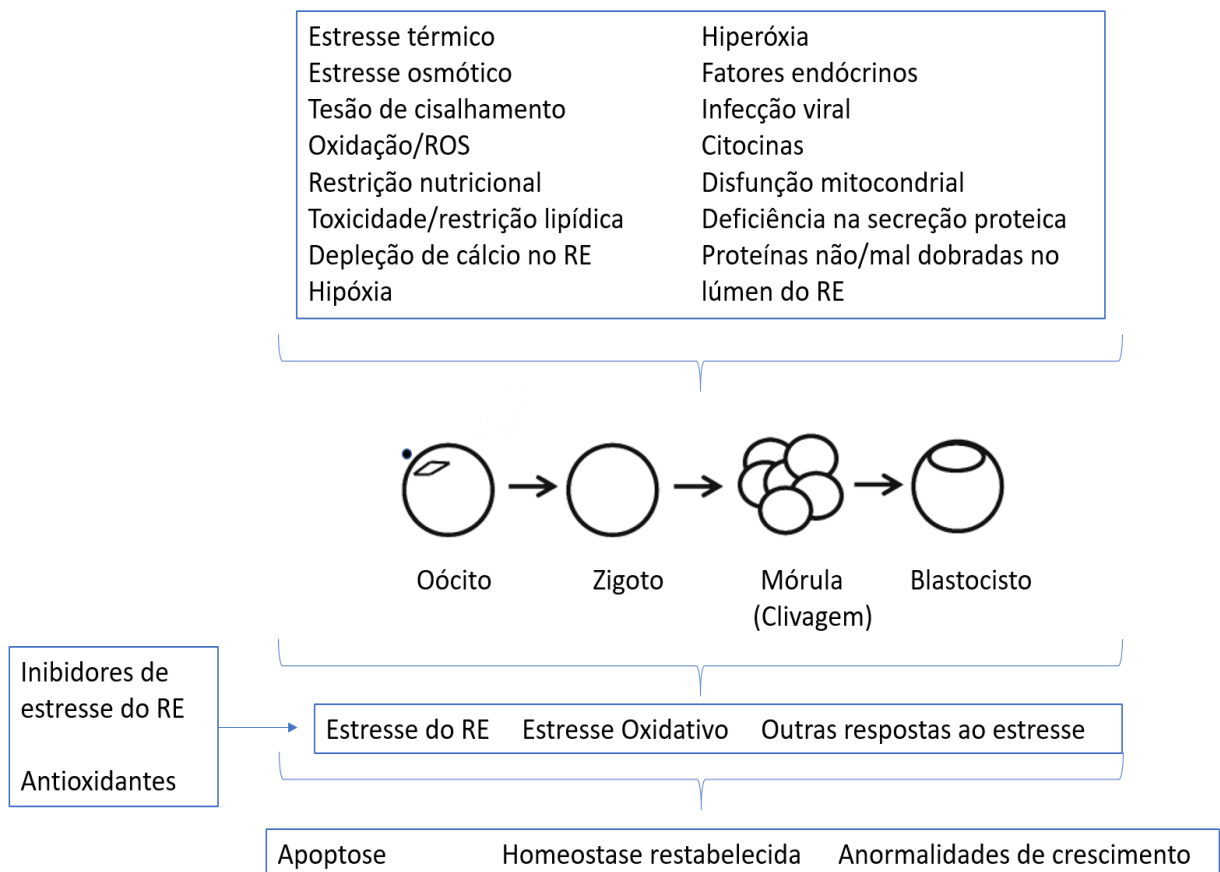 Estresse térmico
Estresse osmótico
Tesão de cisalhamento
Oxidação/ROS
Restrição nutricional
Toxicidade/restrição lipídica
Depleção de cálcio no RE
Hipóxia
Hiperóxia
Fatores endócrinos
Infecção viral
Citocinas
Disfunção mitocondrial
Deficiência na secreção proteica
Proteínas não/mal dobradas no
lúmen do RE
Oócito
Zigoto
Mórula
(Clivagem)
Blastocisto
Inibidores de
estresse do RE
Antioxidantes
Estresse do RE Estresse Oxidativo Outras respostas ao estresse
Apoptose Homeostase restabelecida Anormalidades de crescimento